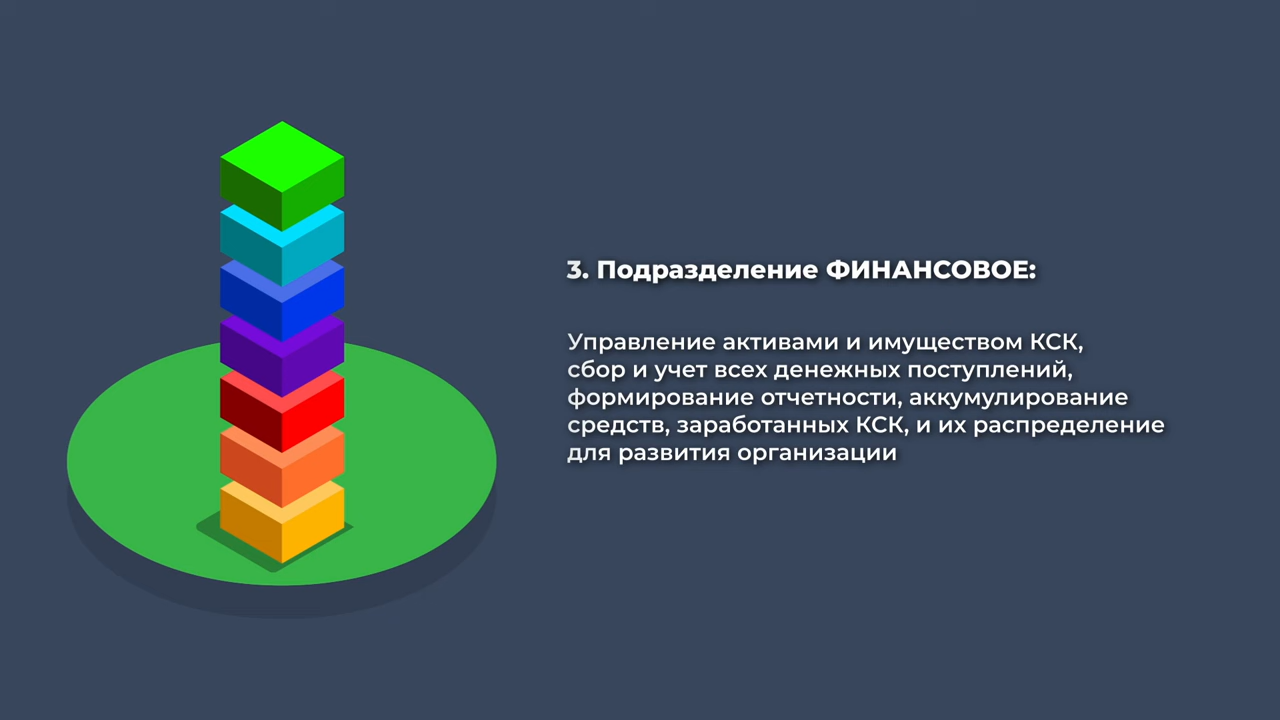 3. Подразделение ФИНАНСОВОЕ:
Управление активами и имуществом КСК,
сбор и учет всех денежных поступлений,
формирование отчетности, аккумулирование
средств, заработанных КСК, и их распределение
для развития организации